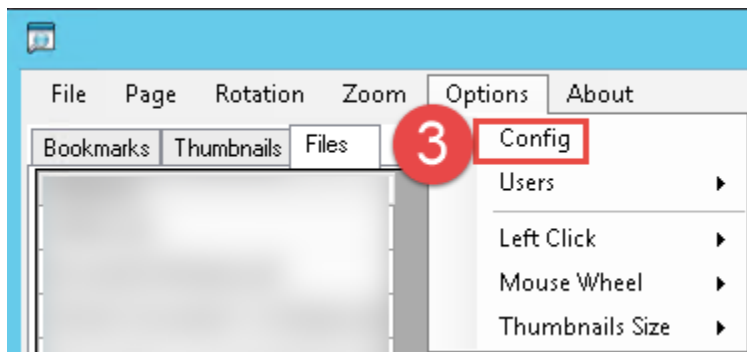 File Page Rotation Zoom Options About
Bookmarks Thumbnails Files
3 Config
Users
Left Click
Mouse Wheel
Thumbnails Size